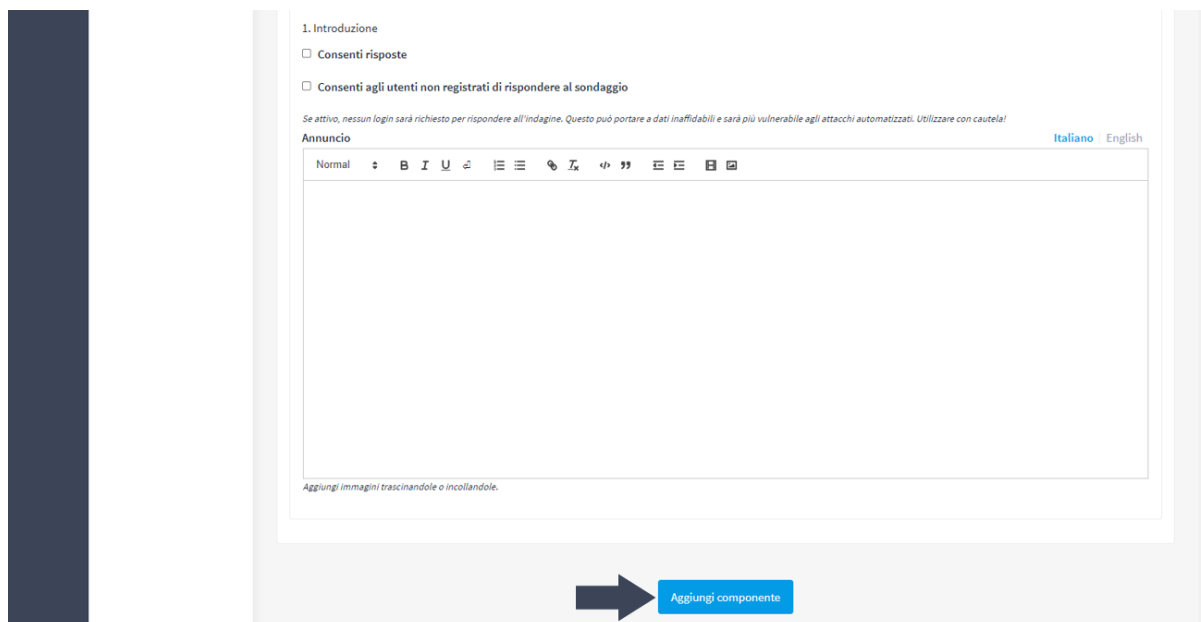 1. Introduzione
Consenti risposte
Consenti agli utenti non registrati di rispondere al sondaggio
Se attivo, nessun login sarà richiesto per rispondere all'indagine. Questo può portare a dati inaffidabili e sarà più vulnerabile agli attacchi automatizzati. Utilizzare con cautela!
Annuncio Italiano English
Normal
Aggiungi immagini trascinandole o incollandole.
Aggiungi componente